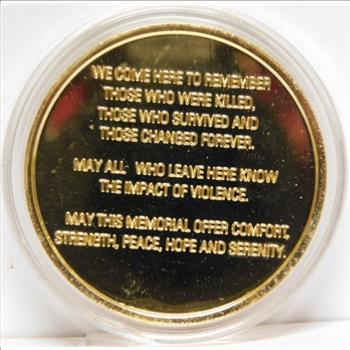 WE COME HERE TO REMEMBER
THOSE WHO WERE KILLED,
THOSE WHO SURVIVED AND
THOSE CHANGED FOREVER.
MAY ALL WHO LEAVE HERE KNOW
THE IMPACT OF VIOLENCE.
MAY THIS MEMORIAL OFFER COMFORT,
STRENGTH, PEACE, HOPE AND SERENITY.